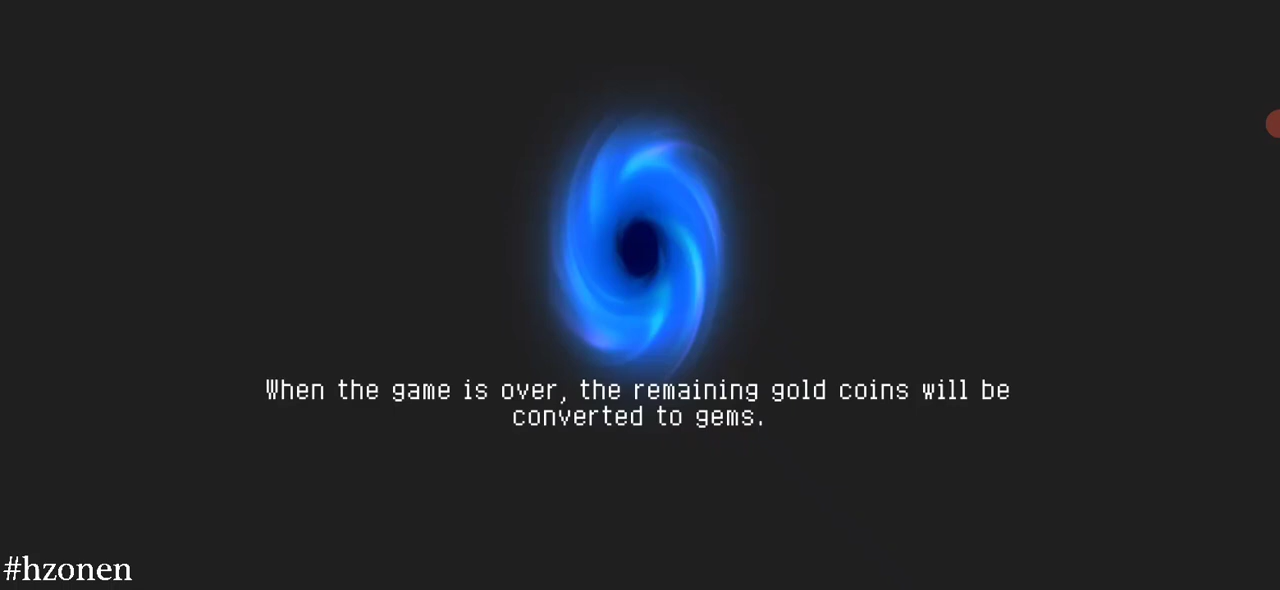 When the game is over, the remaining gold coins will be
converted to gems.
#hzonen